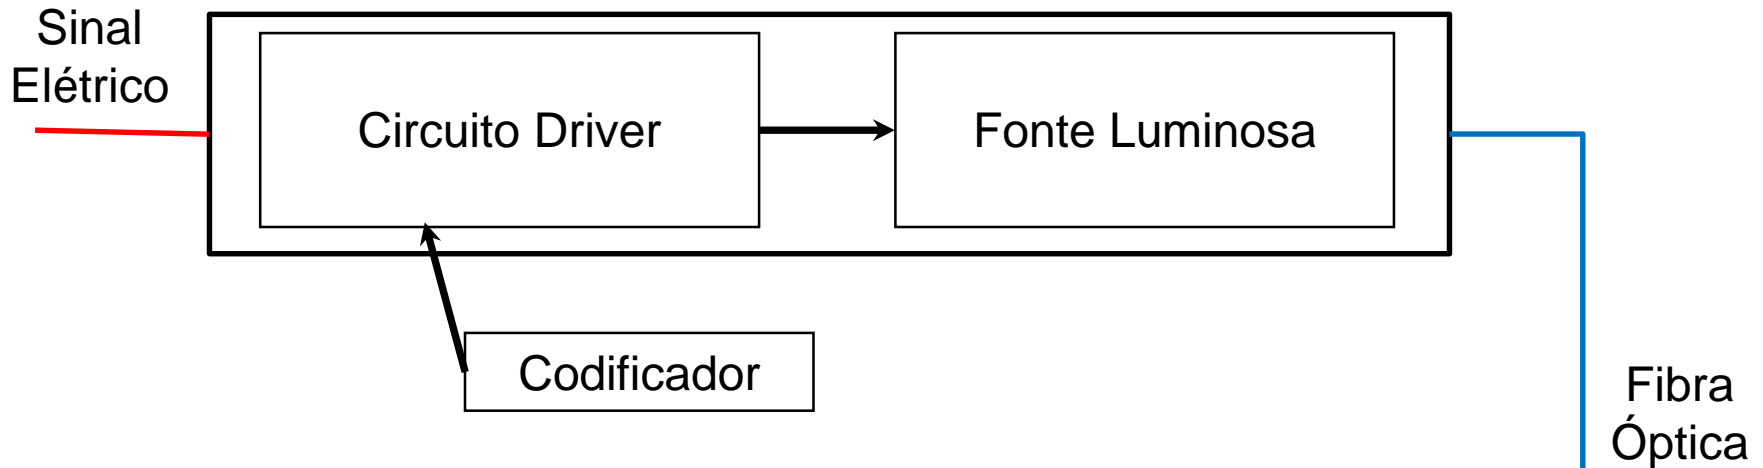 Sinal
Elétrico
Circuito Driver
Fonte Luminosa
Codificador
Fibra
Óptica